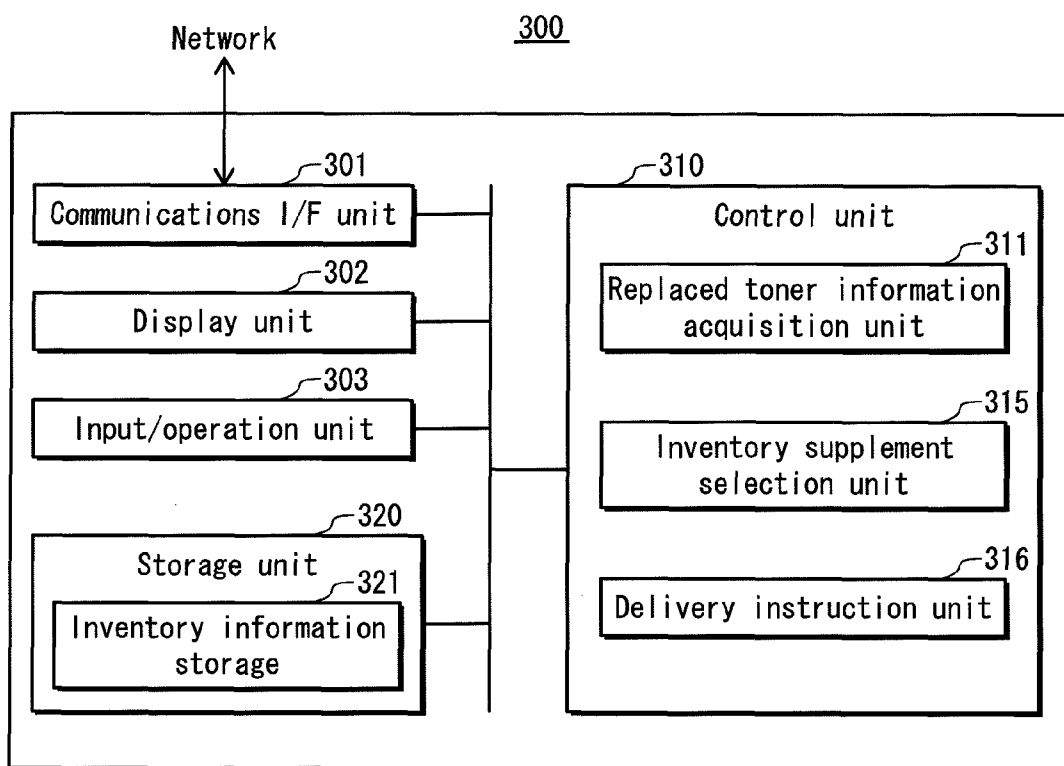 300
Network
301
Communications I/F unit
302
Display unit
303
Input/operation unit
320
Storage unit
321
Inventory information
storage
310
Control unit
311
Replaced toner information
acquisition unit
315
Inventory supplement
selection unit
316
Delivery instruction unit